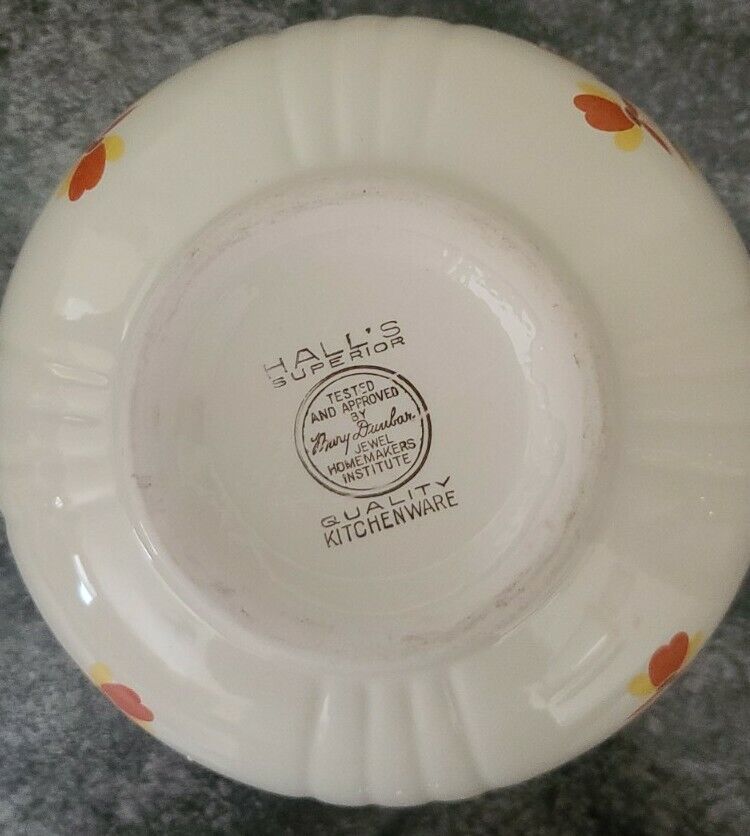 HALL'S
SUPERIOR
TESTED
AND APPROVED
BY
Mary Dunbar
JEWEL
HOMEMAKERS
INSTITUTE
QUALITY
KITCHENWARE